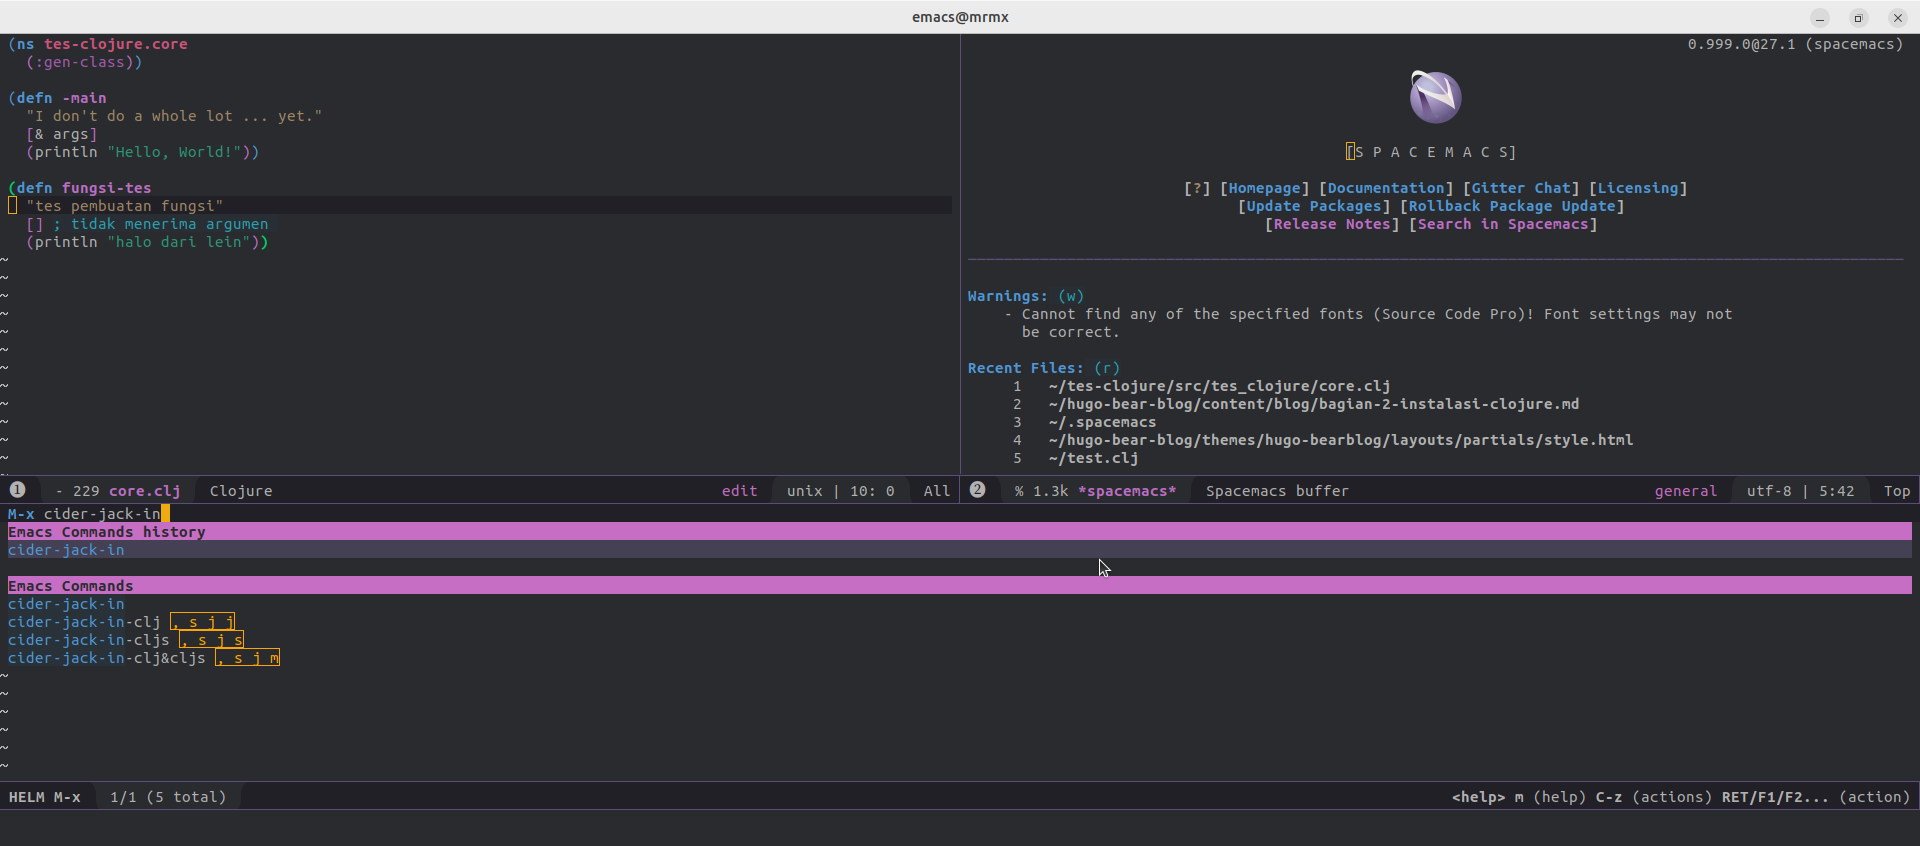 emacs@mrmx
(ns tes-clojure.core
  (:gen-class))
(defn -main
  "I don't do a whole lot ... yet."
  [& args]
  (println "Hello, World!"))
(defn fungsi-tes
  "tes pembuatan fungsi"
  [] ; tidak menerima argumen
  (println "halo dari lein"))
~
~
~
~
~
~
~
~
~
~
~
~
0.999.0@27.1 (spacemacs)
[S P A C E M A C S]
[?] [Homepage] [Documentation] [Gitter Chat] [Licensing]
[Update Packages] [Rollback Package Update]
[Release Notes] [Search in Spacemacs]
Warnings: (w)
- Cannot find any of the specified fonts (Source Code Pro)! Font settings may not
be correct.
Recent Files: (r)
1 ~/tes-clojure/src/tes_clojure/core.clj
2 ~/hugo-bear-blog/content/blog/bagian-2-instalasi-clojure.md
3 ~/.spacemacs
4 ~/hugo-bear-blog/themes/hugo-bearblog/layouts/partials/style.html
5 ~/test.clj
1 - 229 core.clj Clojure edit unix | 10: 0 All
2 % 1.3k *spacemacs* Spacemacs buffer general utf-8 | 5:42 Top
M-x cider-jack-in
Emacs Commands history
cider-jack-in
Emacs Commands
cider-jack-in
cider-jack-in-clj , s j j
cider-jack-in-cljs , s j s
cider-jack-in-clj&cljs , s j m
~
~
~
~
~
~
HELM M-x 1/1 (5 total) <help> m (help) C-z (actions) RET/F1/F2... (action)